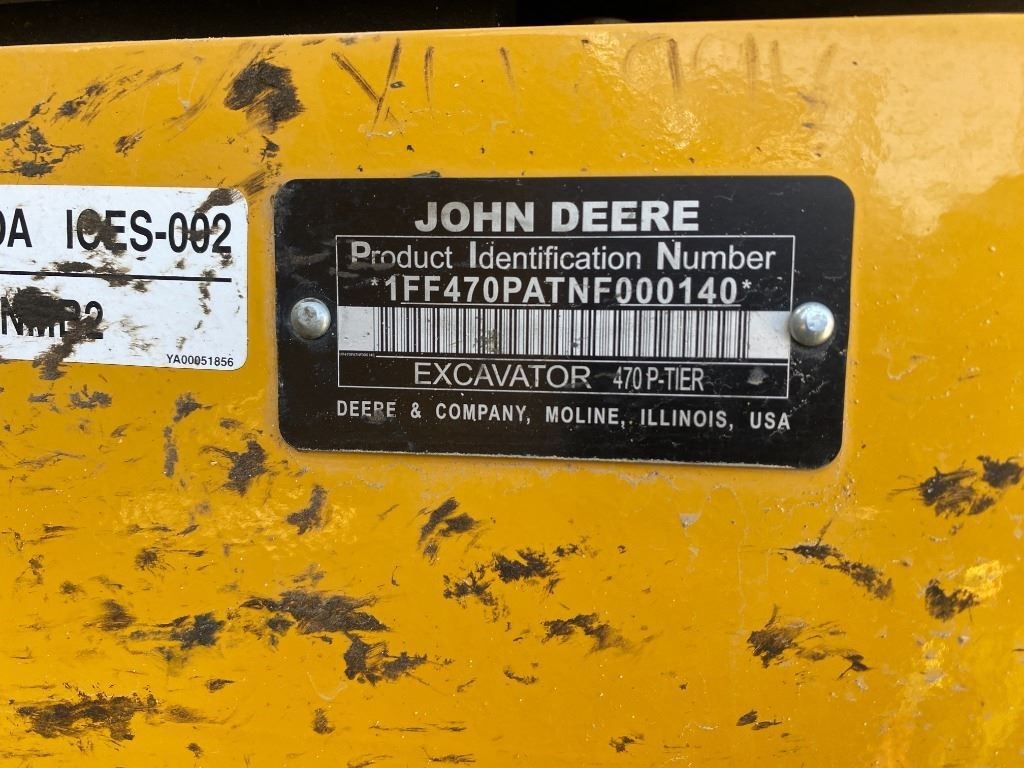 DA ICES-002
YA00051856
JOHN DEERE
Product Identification Number
*1FF470PATNF000140*
EXCAVATOR 470 P-TIER
DEERE & COMPANY, MOLINE, ILLINOIS, USA